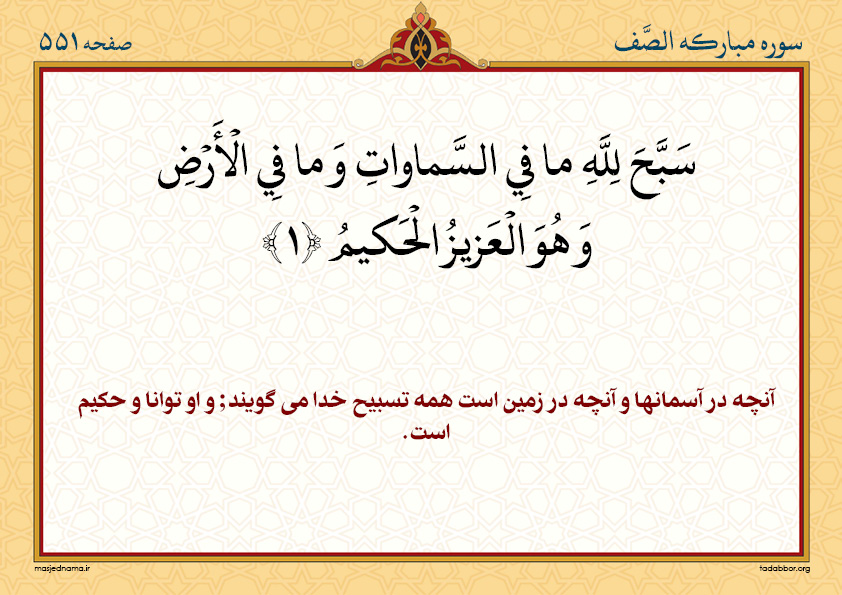 سوره مبارکه الصَّف
صفحه ۵۵۱
سَبَّحَ لِلَّهِ ما فِي السَّماواتِ وَ ما فِي الْأَرْضِ
وَ هُوَ الْعَزيزُ الْحَكيمُ ﴿١﴾
آنچه در آسمانها و آنچه در زمین است همه تسبیح خدا می گویند; و او توانا و حکیم
است.
masjednama.ir
tadabbor.org